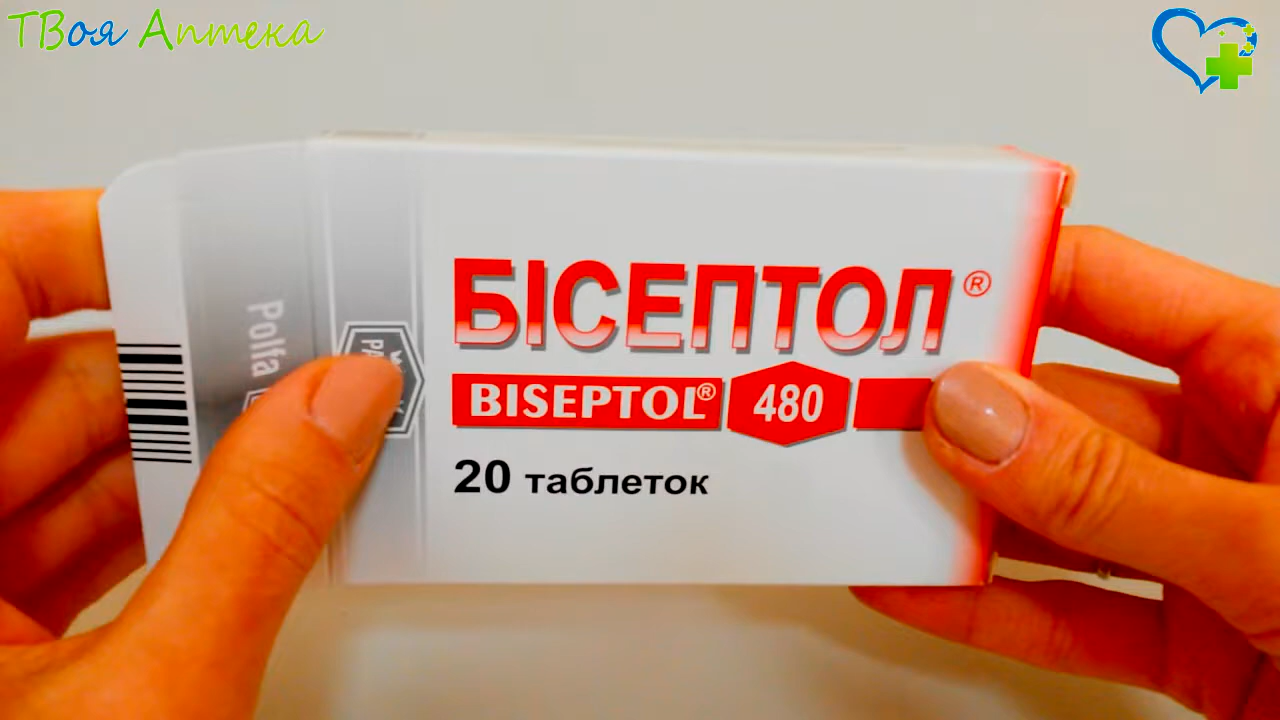 ТВоя Аптека
БІСЕПТОЛ®
BISEPTOL® 480
20 таблеток
Polfa